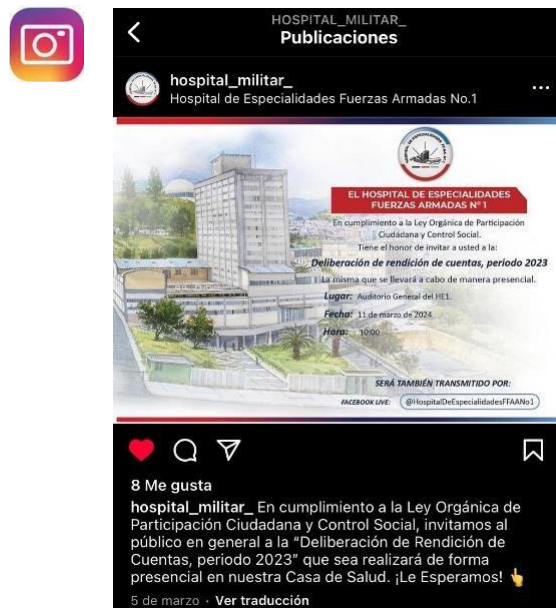 HOSPITAL_MILITAR_
Publicaciones
hospital_militar_
Hospital de Especialidades Fuerzas Armadas No.1
EL HOSPITAL DE ESPECIALIDADES
FUERZAS ARMADAS N° 1
En cumplimiento a la Ley Orgánica de Participación
Ciudadana y Control Social.
Tiene el honor de invitar a usted a la:
Deliberación de rendición de cuentas, periodo 2023
La misma que se llevará a cabo de manera presencial.
Lugar: Auditorio General del HE1.
Fecha: 11 de marzo de 2024
Hora: 10:00
SERÁ TAMBIÉN TRANSMITIDO POR:
FACEBOOK LIVE: @HospitalDeEspecialidadesFFAANo1
8 Me gusta
hospital_militar_ En cumplimiento a la Ley Orgánica de
Participación Ciudadana y Control Social, invitamos al
público en general a la “Deliberación de Rendición de
Cuentas, periodo 2023” que sea realizará de forma
presencial en nuestra Casa de Salud. ¡Le Esperamos! 👆
5 de marzo · Ver traducción